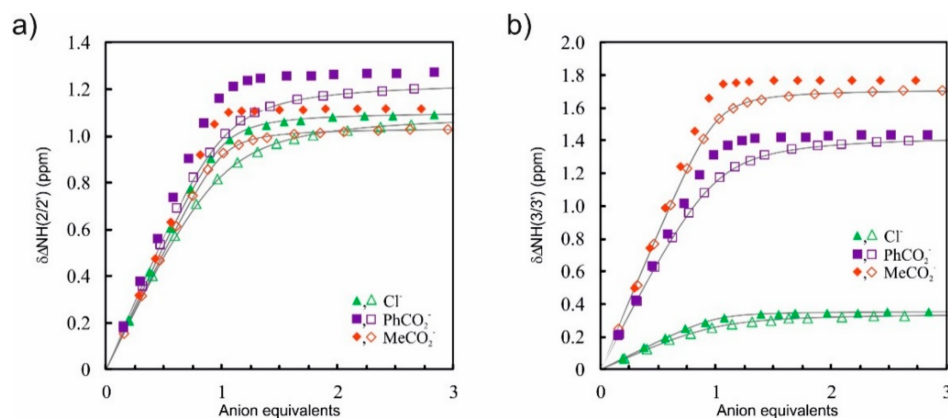 a)
δΔNH(2/2') (ppm)
1.4
1.2
1.0
0.8
0.6
0.4
0.2
0
0
1
2
3
Anion equivalents
Cl⁻
PhCO₂⁻
MeCO₂⁻
b)
δΔNH(3/3') (ppm)
2.0
1.8
1.6
1.4
1.2
1.0
0.8
0.6
0.4
0.2
0.0
0
1
2
3
Anion equivalents
,Cl⁻
,PhCO₂⁻
,MeCO₂⁻